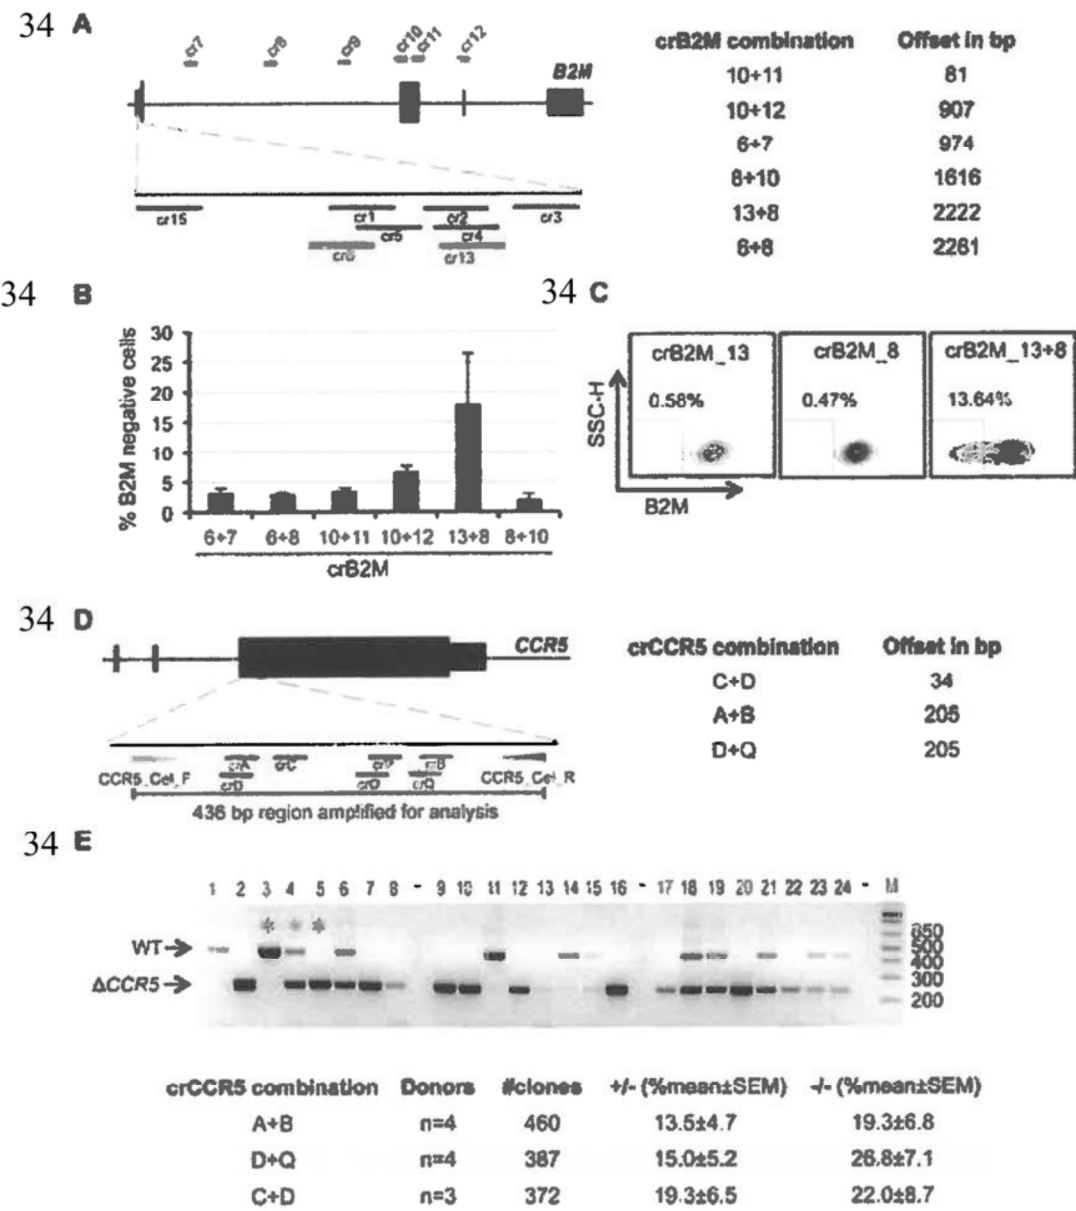 34 A
cr7 cr8 cr9 cr10 cr11 cr12
B2M
cr15 cr1 cr2 cr3
cr5 cr4
cr6 cr13
crB2M combination Offset in bp
10+11 81
10+12 907
6+7 974
8+10 1616
13+8 2222
6+8 2281
34 B
% B2M negative cells
30
25
20
15
10
5
0
6+7 6+8 10+11 10+12 13+8 8+10
crB2M
34 C
crB2M_13 crB2M_8 crB2M_13+8
0.58% 0.47% 13.64%
SSC-H
B2M
34 D
CCR5
crA crC crP crB
CCR5_Cel_F crD crO crQ CCR5_Cel_R
436 bp region amplified for analysis
crCCR5 combination Offset in bp
C+D 34
A+B 205
D+Q 205
34 E
1 2 3 4 5 6 7 8 - 9 10 11 12 13 14 15 16 - 17 18 19 20 21 22 23 24 - M
* * *
WT
ΔCCR5
850
500
400
300
200
crCCR5 combination Donors #clones +/- (%mean±SEM) -/- (%mean±SEM)
A+B n=4 460 13.5±4.7 19.3±6.8
D+Q n=4 387 15.0±5.2 26.8±7.1
C+D n=3 372 19.3±6.5 22.0±8.7